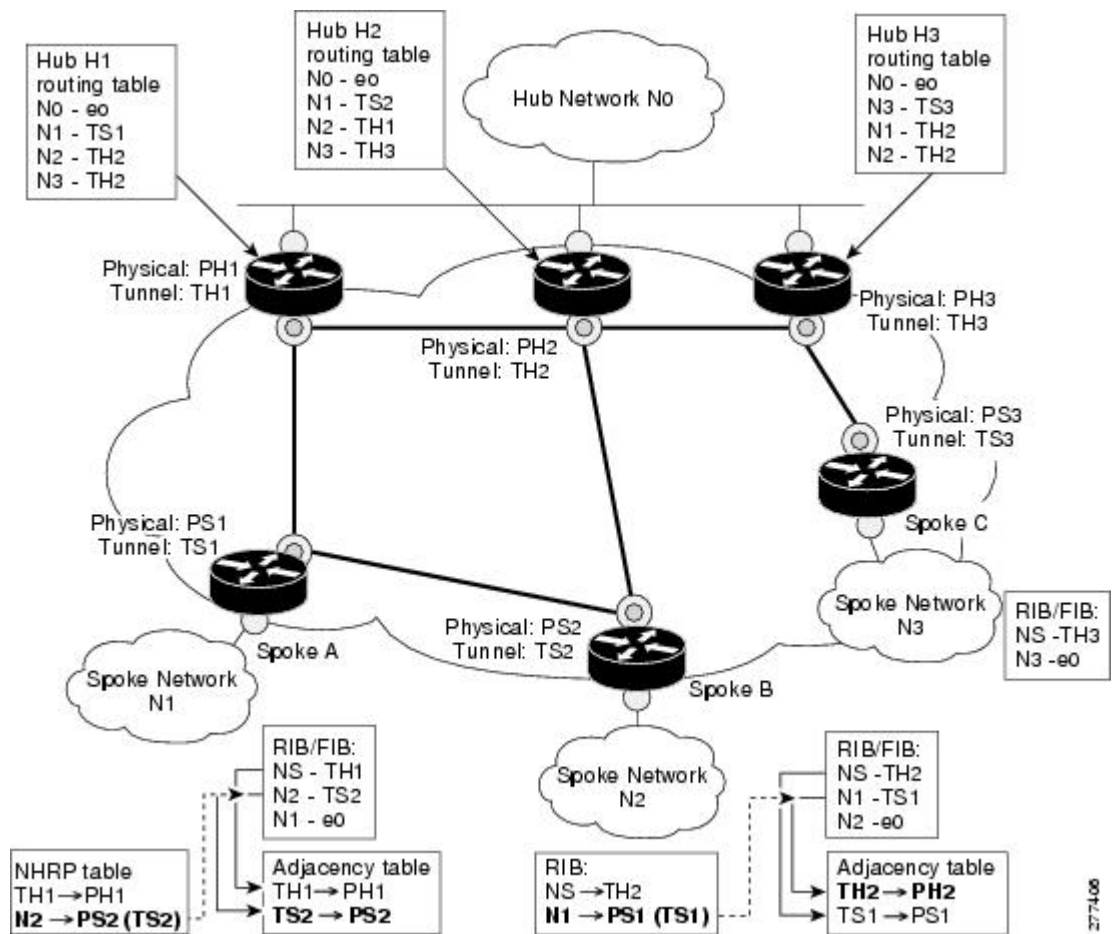 Hub H1
routing table
N0 - eo
N1 - TS1
N2 - TH2
N3 - TH2
Hub H2
routing table
N0 - eo
N1 - TS2
N2 - TH1
N3 - TH3
Hub Network N0
Hub H3
routing table
N0 - eo
N3 - TS3
N1 - TH2
N2 - TH2
Physical: PH1
Tunnel: TH1
Physical: PH2
Tunnel: TH2
Physical: PH3
Tunnel: TH3
Physical: PS3
Tunnel: TS3
Spoke C
Physical: PS1
Tunnel: TS1
Spoke A
Spoke Network
N1
Physical: PS2
Tunnel: TS2
Spoke B
Spoke Network
N2
Spoke Network
N3
RIB/FIB:
NS -TH3
N3 -e0
RIB/FIB:
NS - TH1
N2 - TS2
N1 - e0
NHRP table
TH1→PH1
N2 →PS2 (TS2)
Adjacency table
TH1→PH1
TS2 → PS2
RIB:
NS →TH2
N1 →PS1 (TS1)
RIB/FIB:
NS -TH2
N1 -TS1
N2 -e0
Adjacency table
TH2→PH2
TS1→PS1
277406